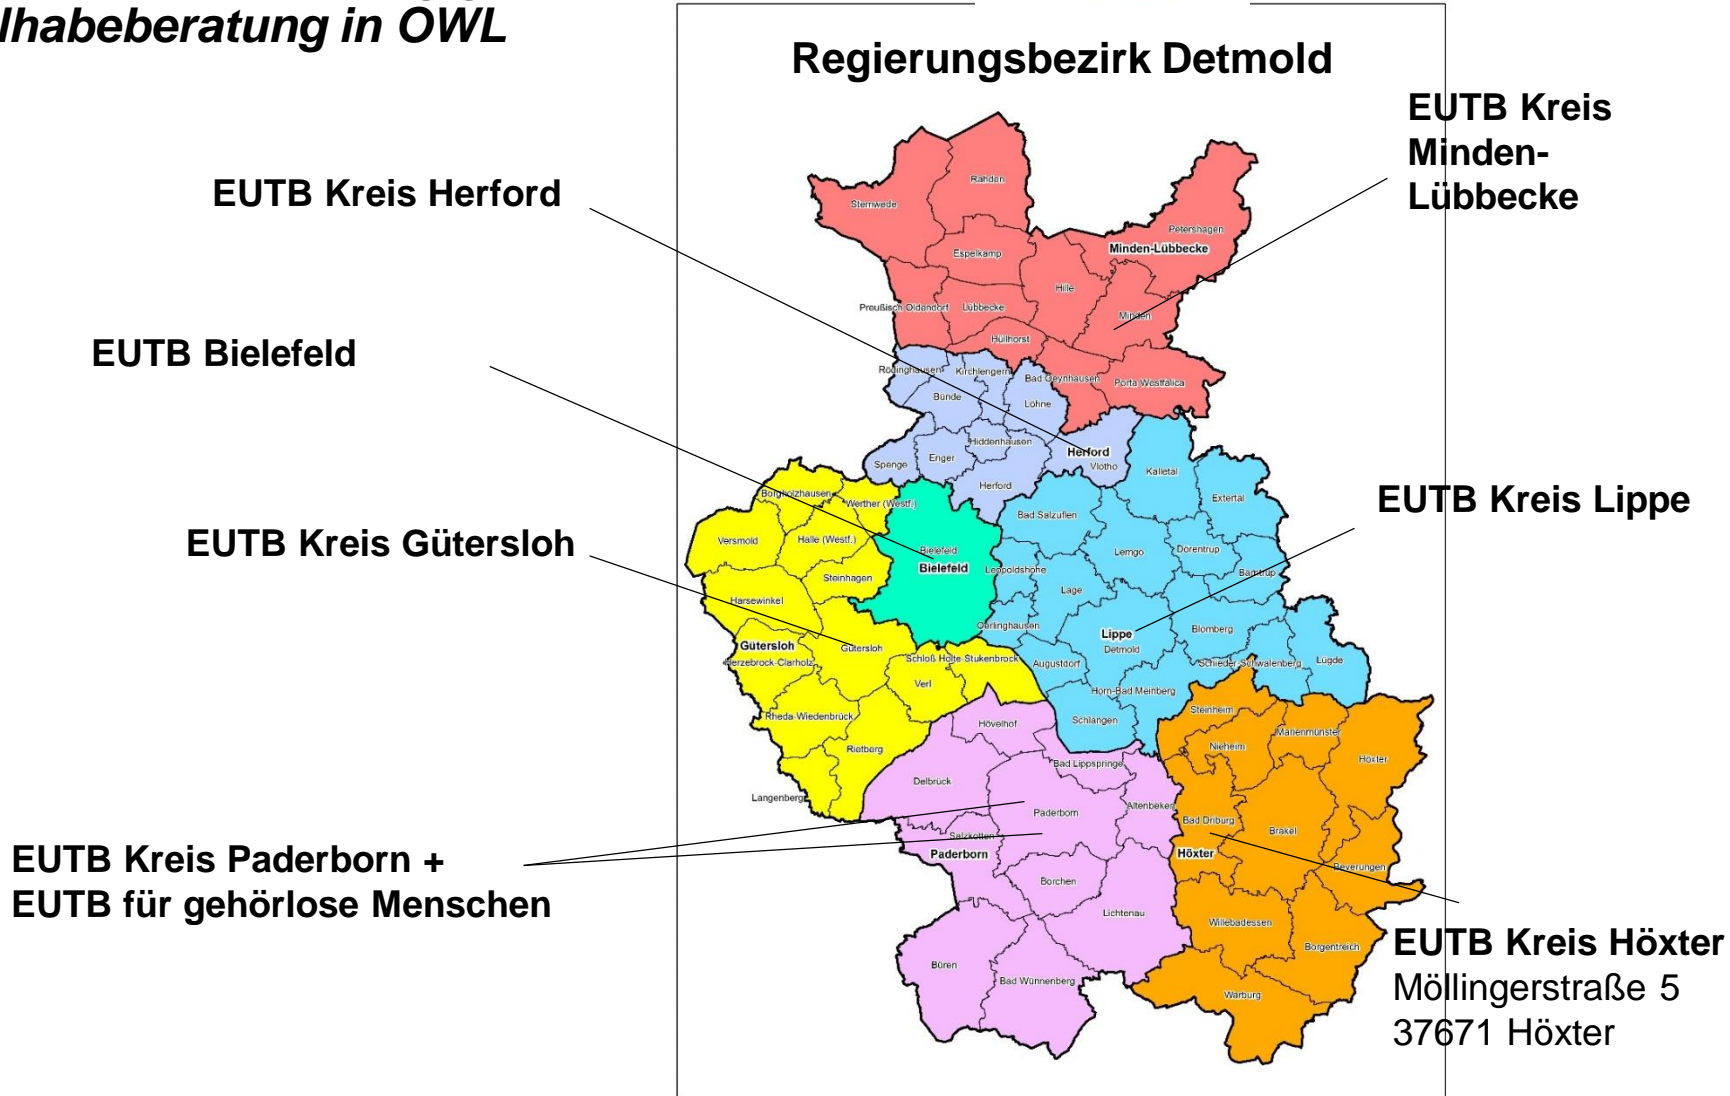 lhabeberatung in OWL
Regierungsbezirk Detmold
EUTB Kreis
Minden-
Lübbecke
EUTB Kreis Herford
EUTB Bielefeld
EUTB Kreis Gütersloh
EUTB Kreis Lippe
EUTB Kreis Paderborn +
EUTB für gehörlose Menschen
EUTB Kreis Höxter
Möllingerstraße 5
37671 Höxter
Rahden
Stemwede
Petershagen
Minden-Lübbecke
Espelkamp
Hille
Preußisch Oldendorf
Lübbecke
Minden
Hüllhorst
Rödinghausen
Kirchlengern
Bad Oeynhausen
Porta Westfalica
Bünde
Löhne
Hiddenhausen
Herford
Vlotho
Spenge
Enger
Herford
Kalletal
Extertal
Borgholzhausen
Werther (Westf.)
Bad Salzuflen
Versmold
Halle (Westf.)
Bielefeld
Bielefeld
Lemgo
Dörentrup
Leopoldshöhe
Barntrup
Steinhagen
Lage
Harsewinkel
Oerlinghausen
Lippe
Detmold
Blomberg
Gütersloh
Gütersloh
Herzebrock-Clarholz
Schloß Holte-Stukenbrock
Augustdorf
Schieder-Schwalenberg
Lügde
Verl
Horn-Bad Meinberg
Rheda-Wiedenbrück
Hövelhof
Schlangen
Steinheim
Marienmünster
Nieheim
Rietberg
Höxter
Bad Lippspringe
Delbrück
Langenberg
Altenbeken
Paderborn
Bad Driburg
Brakel
Salzkotten
Paderborn
Höxter
Beverungen
Borchen
Lichtenau
Willebadessen
Borgentreich
Büren
Bad Wünnenberg
Warburg